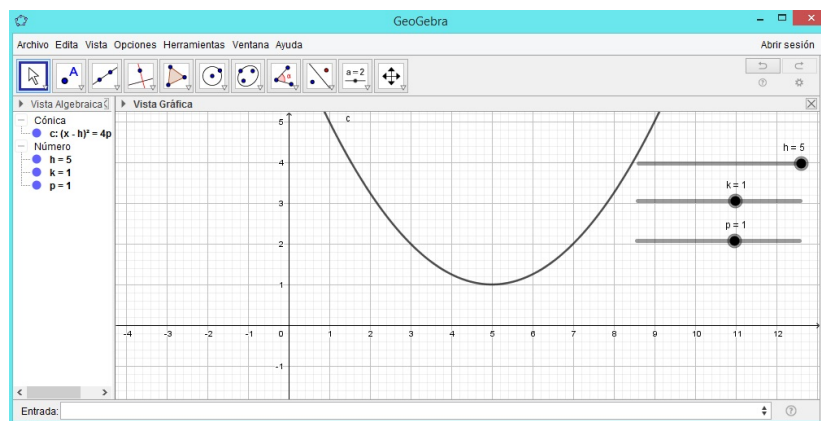 GeoGebra
Archivo Edita Vista Opciones Herramientas Ventana Ayuda
Abrir sesión
A
α
a=2
Vista Algebraica
Vista Gráfica
Cónica
c: (x - h)² = 4p
Número
h = 5
k = 1
p = 1
c
h = 5
k = 1
p = 1
5
4
3
2
1
-4 -3 -2 -1 0 1 2 3 4 5 6 7 8 9 10 11 12
-1
Entrada: